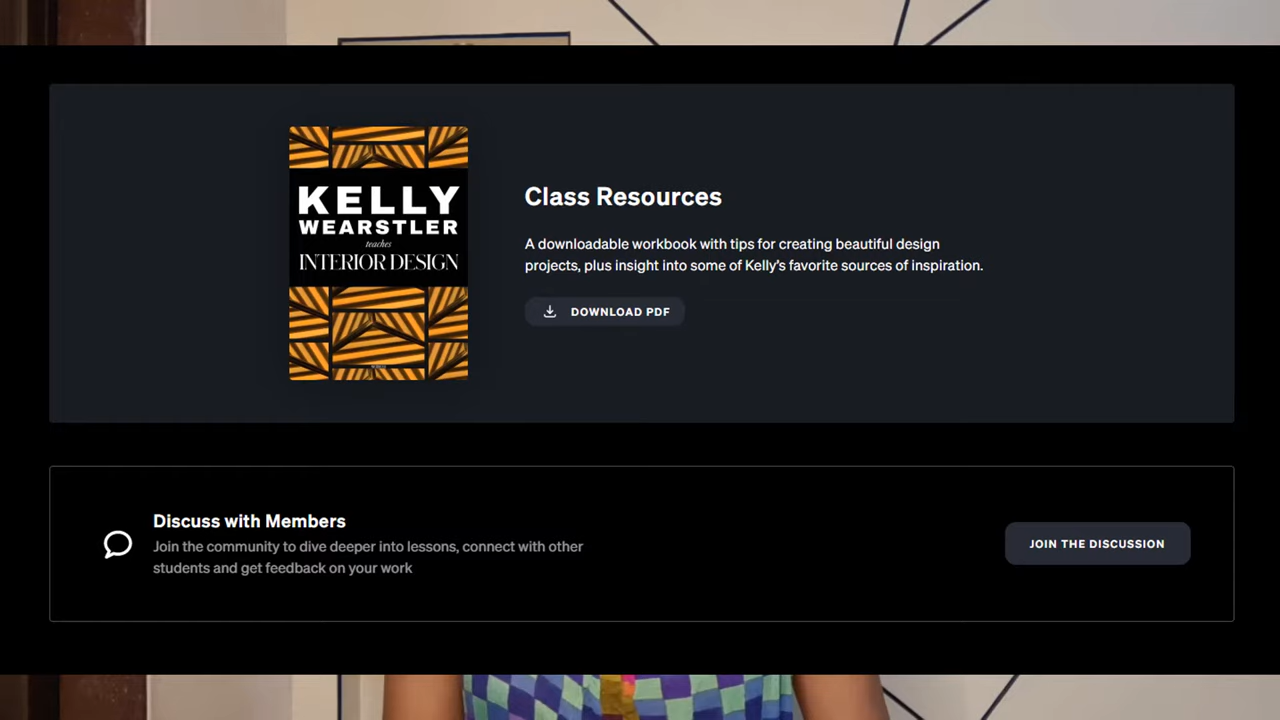 KELLY
WEARSTLER
teaches
INTERIOR DESIGN
Class Resources
A downloadable workbook with tips for creating beautiful design
projects, plus insight into some of Kelly's favorite sources of inspiration.
DOWNLOAD PDF
Discuss with Members
Join the community to dive deeper into lessons, connect with other
students and get feedback on your work
JOIN THE DISCUSSION